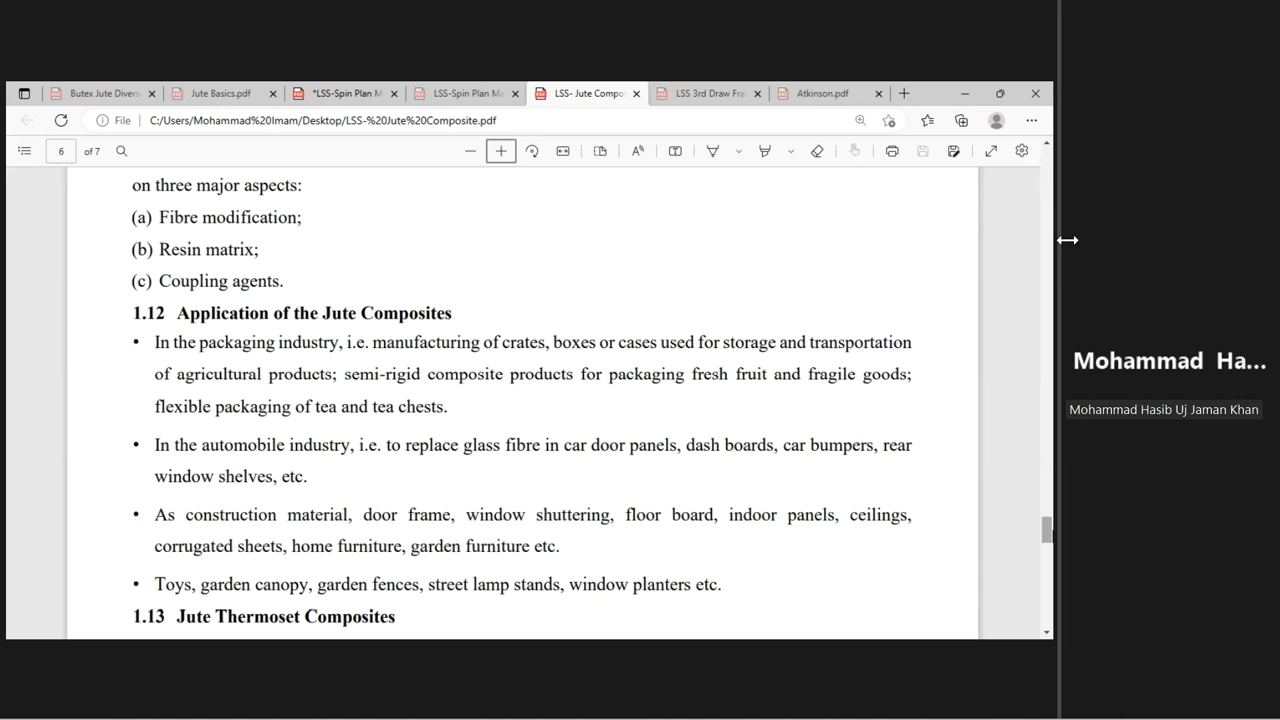 Butex Jute Divers
Jute Basics.pdf
*LSS-Spin Plan M
LSS-Spin Plan M
LSS- Jute Compo
LSS 3rd Draw Fra
Atkinson.pdf
File
C:/Users/Mohammad%20Imam/Desktop/LSS-%20Jute%20Composite.pdf
6 of 7
on three major aspects:
(a) Fibre modification;
(b) Resin matrix;
(c) Coupling agents.
1.12 Application of the Jute Composites
• In the packaging industry, i.e. manufacturing of crates, boxes or cases used for storage and transportation
of agricultural products; semi-rigid composite products for packaging fresh fruit and fragile goods;
flexible packaging of tea and tea chests.
• In the automobile industry, i.e. to replace glass fibre in car door panels, dash boards, car bumpers, rear
window shelves, etc.
• As construction material, door frame, window shuttering, floor board, indoor panels, ceilings,
corrugated sheets, home furniture, garden furniture etc.
• Toys, garden canopy, garden fences, street lamp stands, window planters etc.
1.13 Jute Thermoset Composites
Mohammad Ha...
Mohammad Hasib Uj Jaman Khan